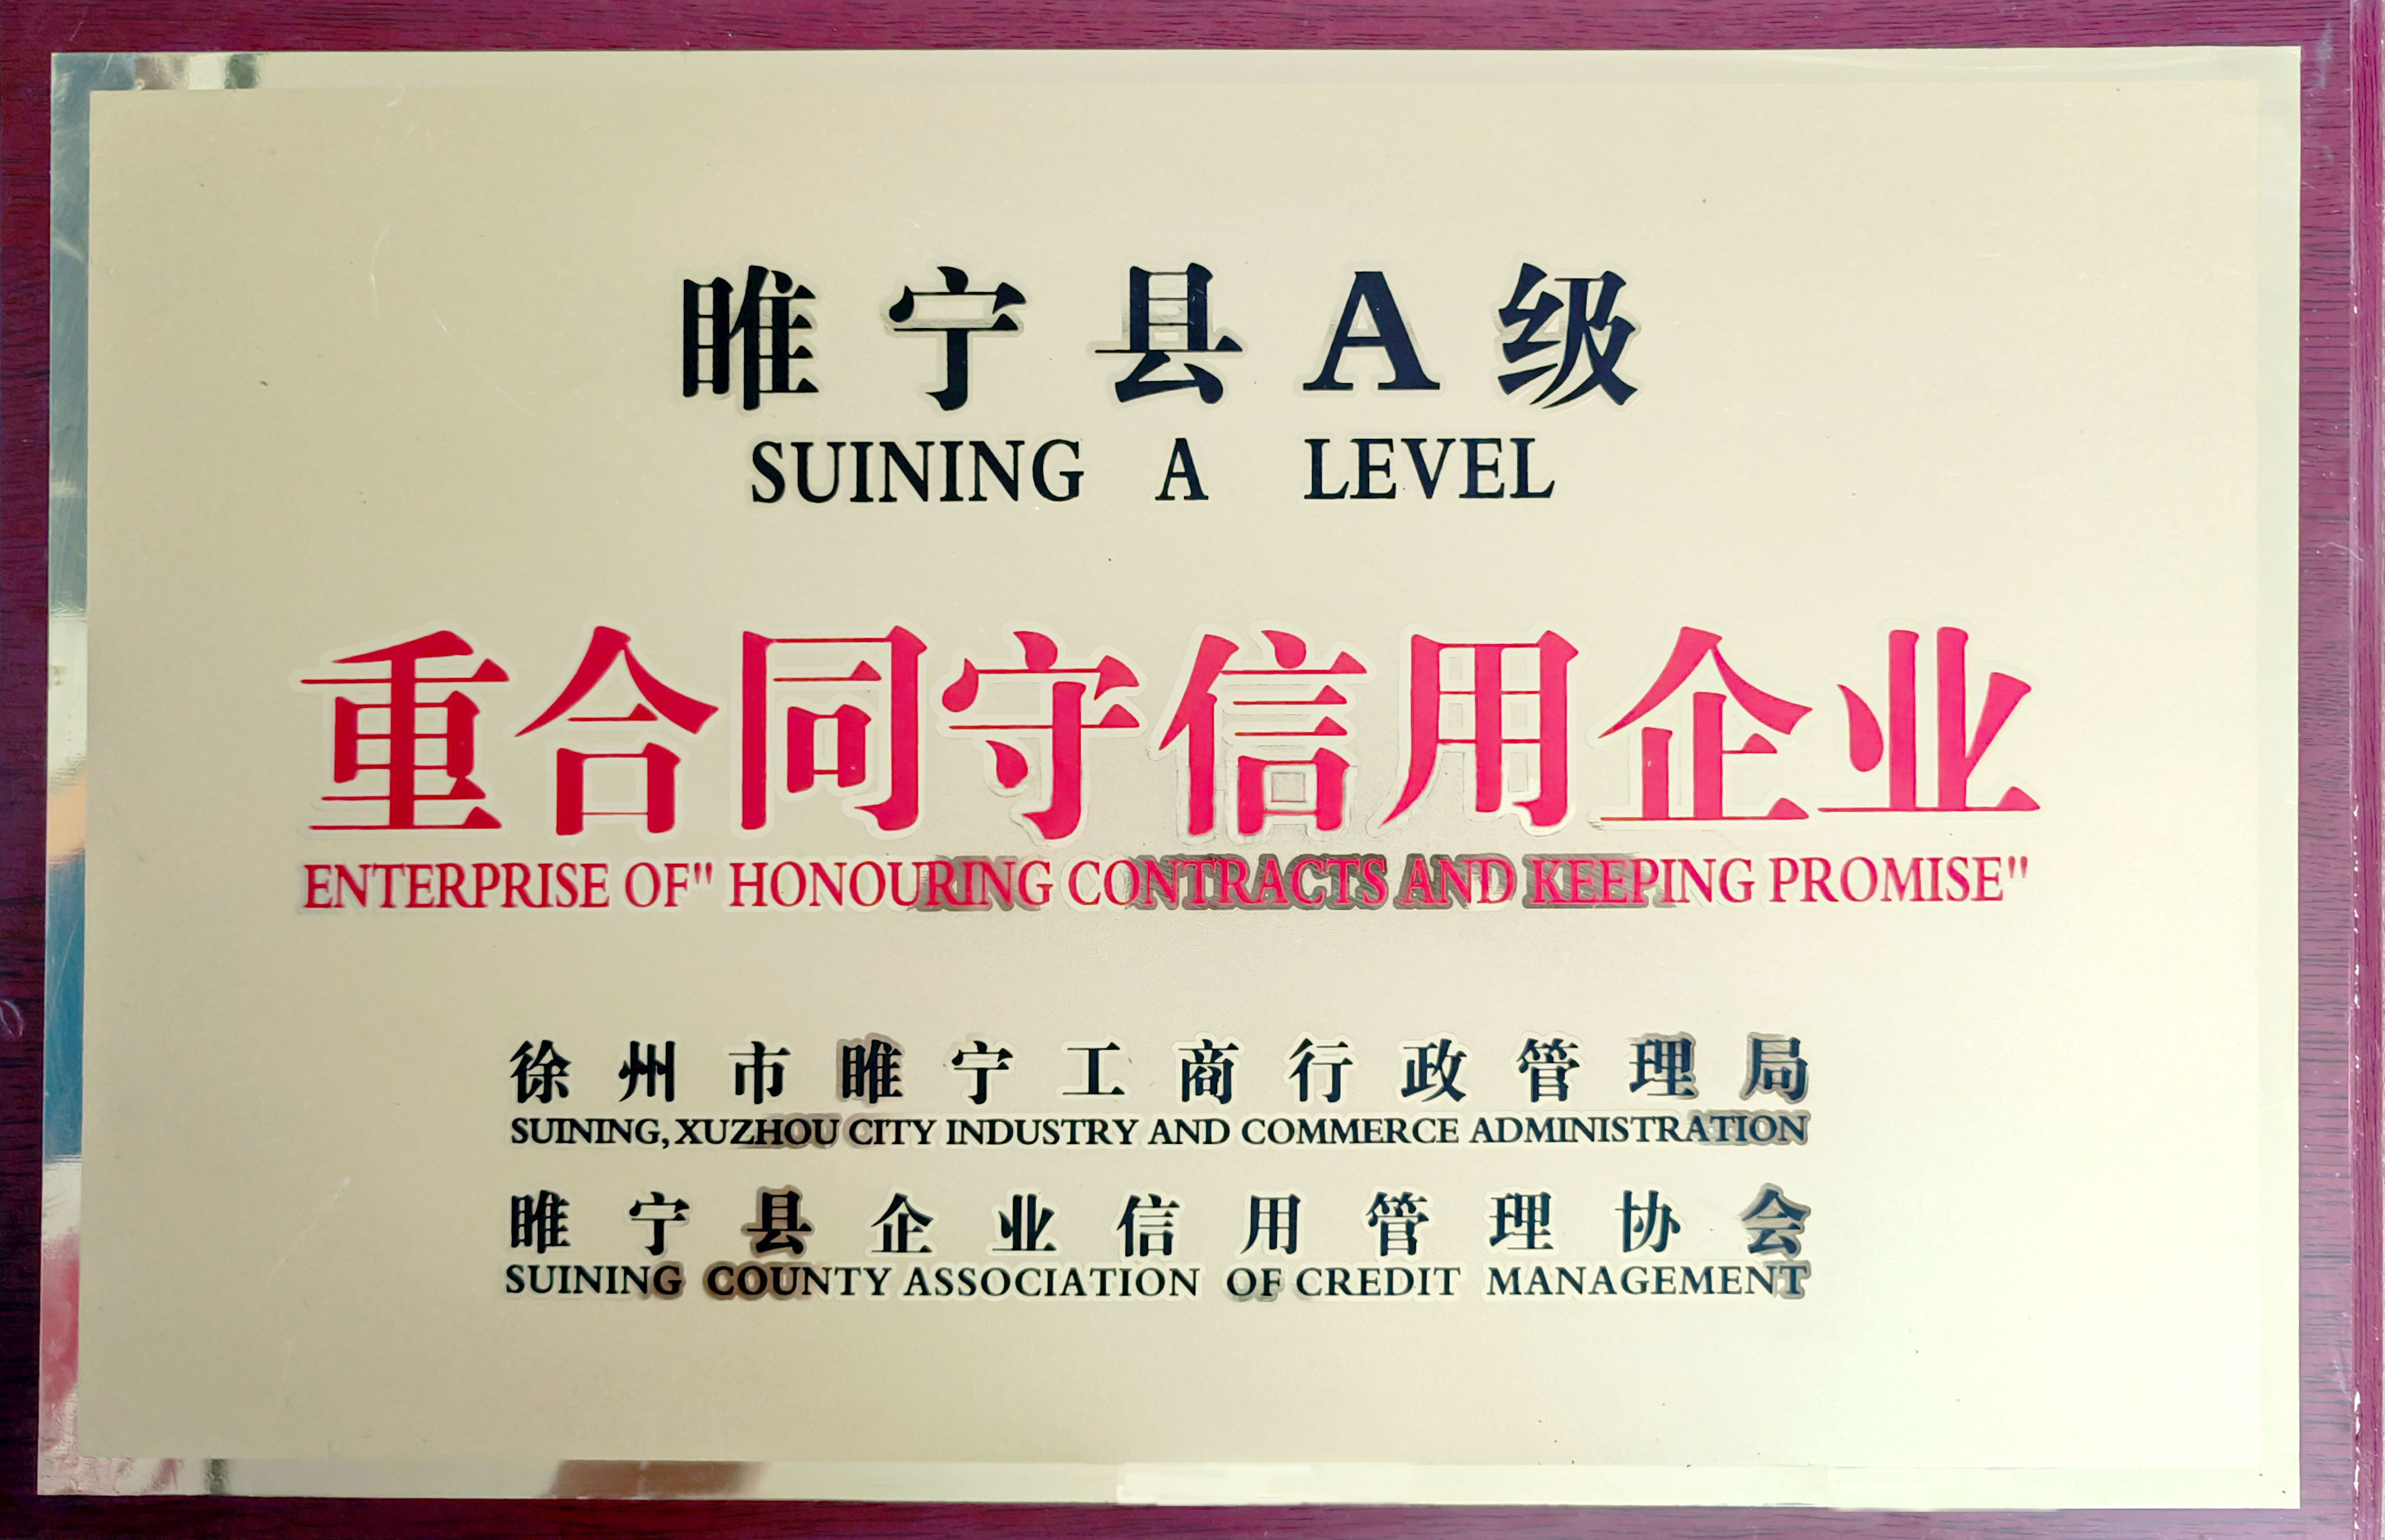 睢宁县A级
SUINING A LEVEL
重合同守信用企业
ENTERPRISE OF" HONOURING CONTRACTS AND KEEPING PROMISE"
徐州市睢宁工商行政管理局
SUINING, XUZHOU CITY INDUSTRY AND COMMERCE ADMINISTRATION
睢宁县企业信用管理协会
SUINING COUNTY ASSOCIATION OF CREDIT MANAGEMENT